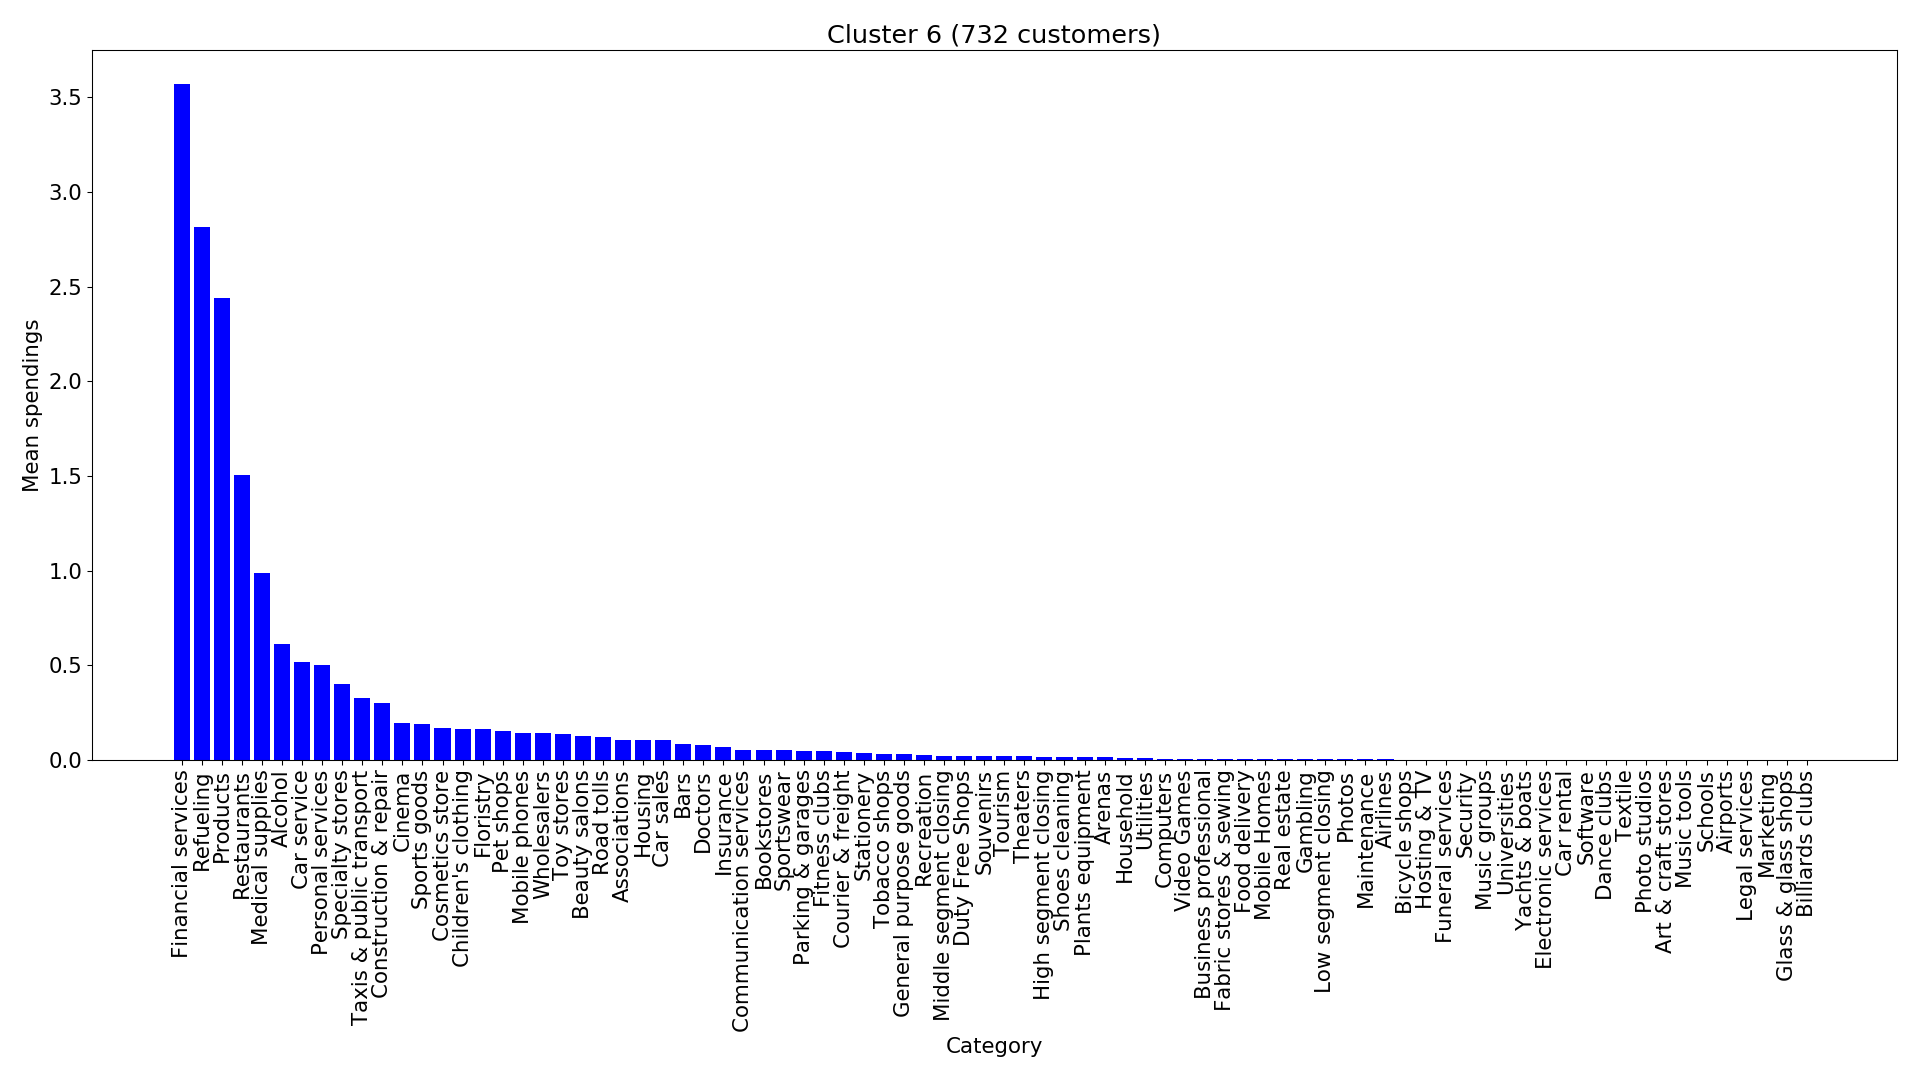 Cluster 6 (732 customers)
Mean spendings
3.5
3.0
2.5
2.0
1.5
1.0
0.5
0.0
Financial services
Refueling
Products
Restaurants
Medical supplies
Alcohol
Car service
Personal services
Specialty stores
Taxis & public transport
Construction & repair
Cinema
Sports goods
Cosmetics store
Children's clothing
Floristry
Pet shops
Mobile phones
Wholesalers
Toy stores
Beauty salons
Road tolls
Associations
Housing
Car sales
Bars
Doctors
Insurance
Communication services
Bookstores
Sportswear
Parking & garages
Fitness clubs
Courier & freight
Stationery
Tobacco shops
General purpose goods
Recreation
Middle segment closing
Duty Free Shops
Souvenirs
Tourism
Theaters
High segment closing
Shoes cleaning
Plants equipment
Arenas
Household
Utilities
Computers
Video Games
Business professional
Fabric stores & sewing
Food delivery
Mobile Homes
Real estate
Gambling
Low segment closing
Photos
Maintenance
Airlines
Bicycle shops
Hosting & TV
Funeral services
Security
Music groups
Universities
Yachts & boats
Electronic services
Car rental
Software
Dance clubs
Textile
Photo studios
Art & craft stores
Music tools
Schools
Airports
Legal services
Marketing
Glass & glass shops
Billiards clubs
Category